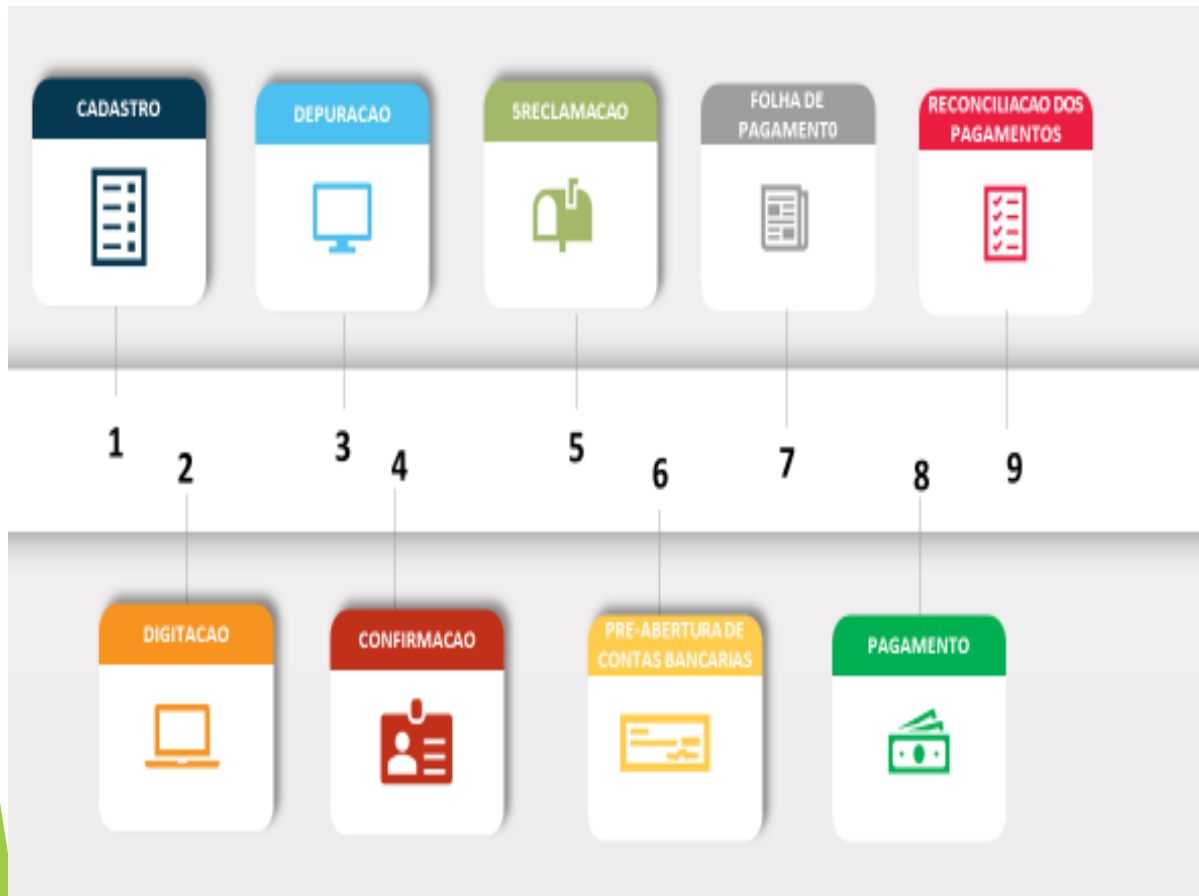 CADASTRO
DEPURACAO
5RECLAMACAO
FOLHA DE
PAGAMENT0
RECONCILIACAO DOS
PAGAMENTOS
1
2
3
4
5
6
7
8
9
DIGITACAO
CONFIRMACAO
PRE-ABERTURA DE
CONTAS BANCARIAS
PAGAMENTO